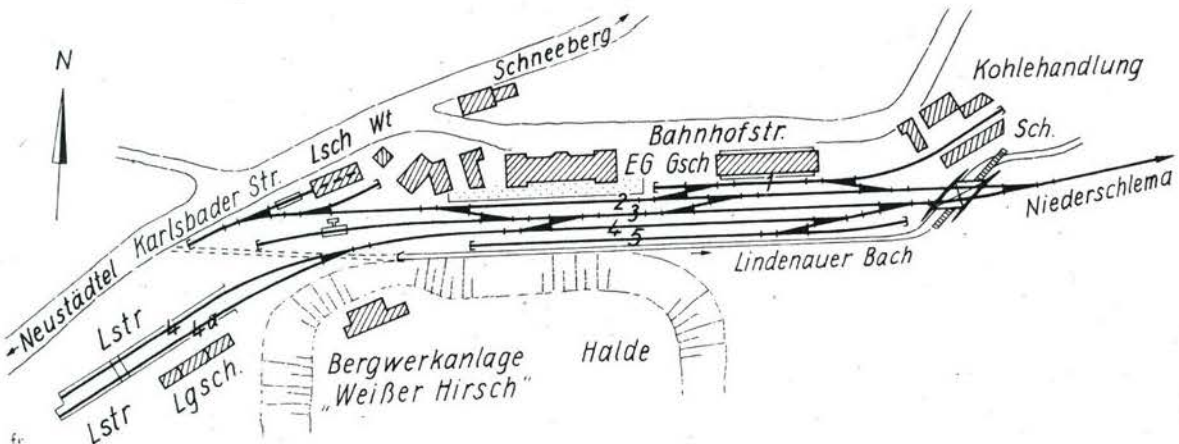 N
Schneeberg
Kohlehandlung
Lsch Wt
Bahnhofstr.
Sch.
EG Gsch
Karlsbader Str.
1
2
3
4
5
Niederschlema
Lindenauer Bach
Neustädtel
Lstr
4
4a
Lgsch.
Lstr
Bergwerkanlage
"Weißer Hirsch"
Halde